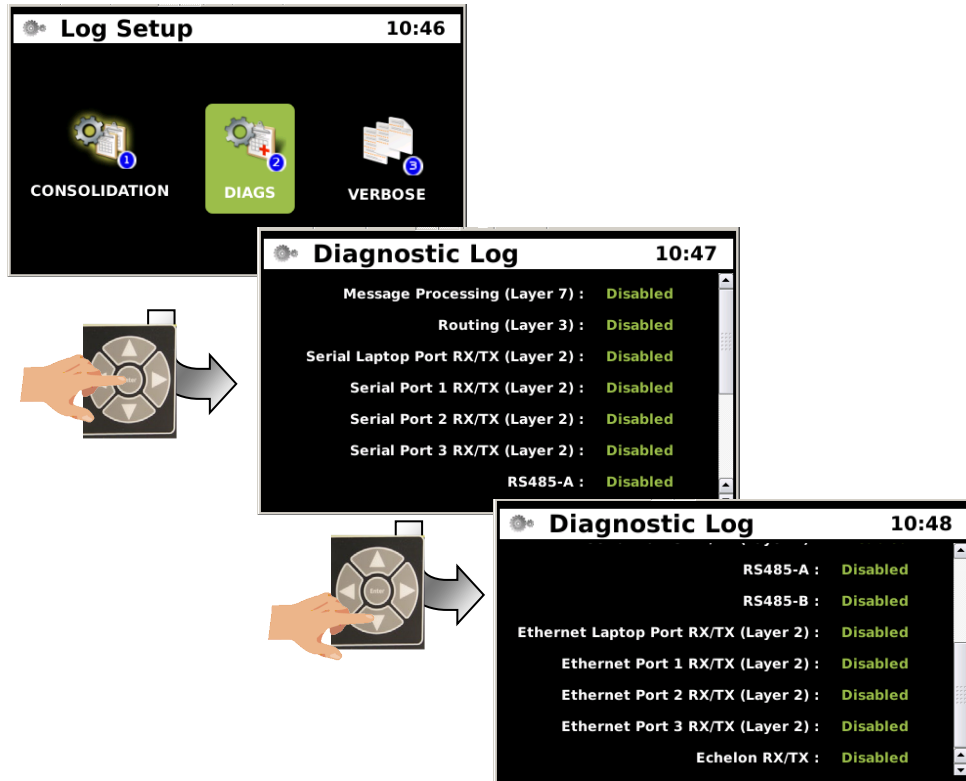 Log Setup 10:46
1 2 3
CONSOLIDATION DIAGS VERBOSE
Diagnostic Log 10:47
Message Processing (Layer 7) : Disabled
Routing (Layer 3) : Disabled
Serial Laptop Port RX/TX (Layer 2) : Disabled
Serial Port 1 RX/TX (Layer 2) : Disabled
Serial Port 2 RX/TX (Layer 2) : Disabled
Serial Port 3 RX/TX (Layer 2) : Disabled
RS485-A : Disabled
Enter
Diagnostic Log 10:48
RS485-A : Disabled
RS485-B : Disabled
Ethernet Laptop Port RX/TX (Layer 2) : Disabled
Ethernet Port 1 RX/TX (Layer 2) : Disabled
Ethernet Port 2 RX/TX (Layer 2) : Disabled
Ethernet Port 3 RX/TX (Layer 2) : Disabled
Echelon RX/TX : Disabled